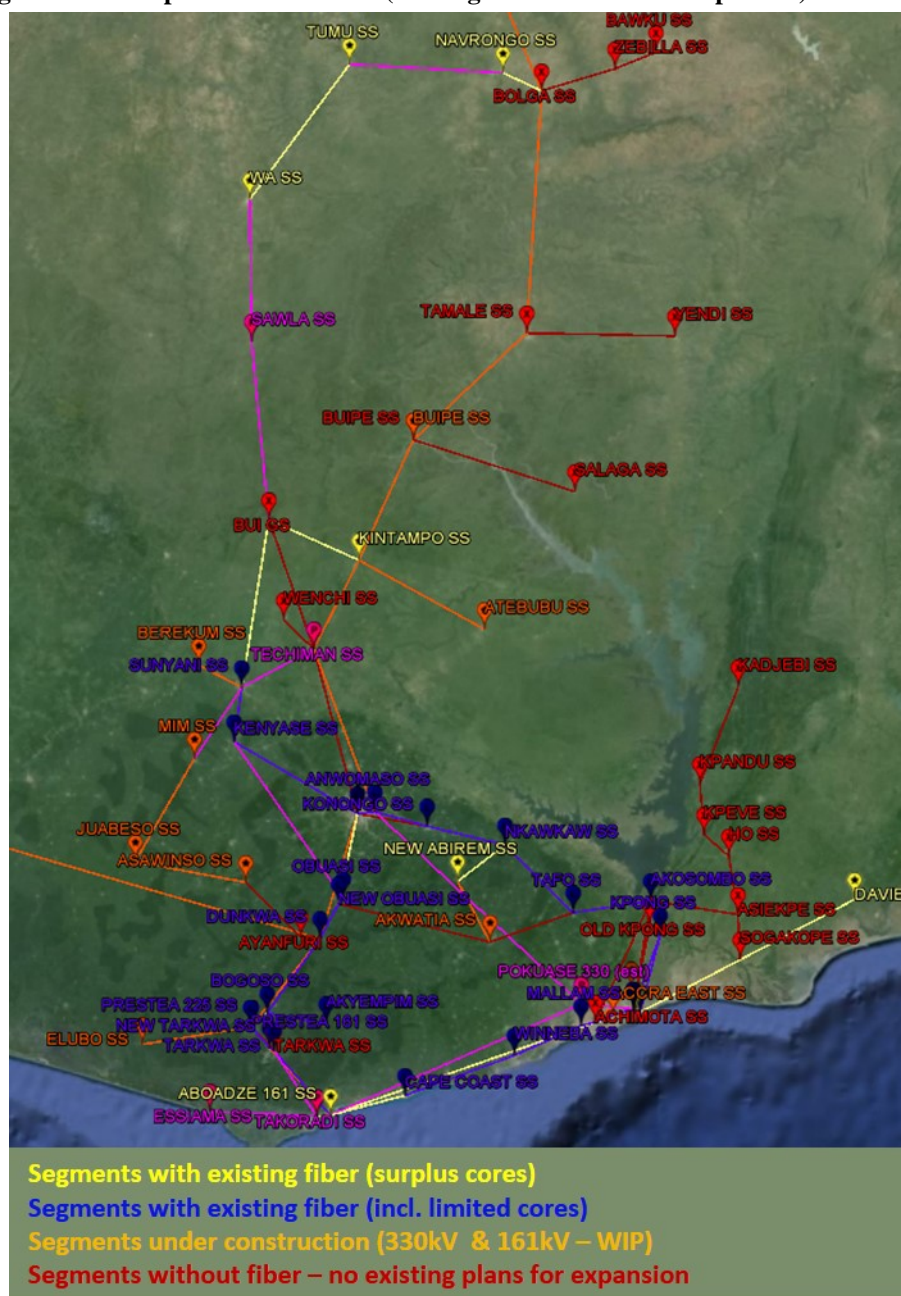 BAWKU SS
TUMU SS
NAVRONGO SS
ZEBILLA SS
BOLGA SS
WA SS
SAWLA SS
TAMALE SS
YENDI SS
BUIPE SS
BUIPE SS
SALAGA SS
BUI SS
KINTAMPO SS
WENCHI SS
ATEBUBU SS
BEREKUM SS
TECHIMAN SS
SUNYANI SS
KADJEBI SS
MIM SS
KENYASE SS
KPANDU SS
ANWOMASO SS
KONONGO SS
KPEVE SS
JUABESO SS
NKAWKAW SS
HO SS
NEW ABIREM SS
ASAWINSO SS
OBUASI SS
TAFO SS
AKOSOMBO SS
DAVIE
NEW OBUASI SS
KPONG SS
ASIEKPE SS
DUNKWA SS
AKWATIA SS
OLD KPONG SS
AYANFURI SS
SOGAKOPE SS
POKUASE 330 (est)
BOGOSO SS
MALLAN SS
CCRA EAST SS
PRESTEA 225 SS
AKYEMPIM SS
ACHIMOTA SS
NEW TARKWA SS
RESTEA 161 SS
WINNEBA SS
ELUBO SS
TARKWA SS
TARKWA SS
CAPE COAST SS
ABOADZE 161 SS
ESSIAMA SS
TAKORADI SS
Segments with existing fiber (surplus cores)
Segments with existing fiber (incl. limited cores)
Segments under construction (330kV & 161kV – WIP)
Segments without fiber – no existing plans for expansion